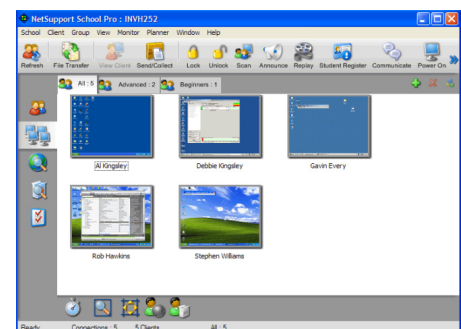 NetSupport School Pro : INVH252
School Client Group View Monitor Planner Window Help
Refresh File Transfer View Client Send/Collect Lock Unlock Scan Announce Replay Student Register Communicate Power On
All : 5 Advanced : 2 Beginners : 1
Al Kingsley Debbie Kingsley Gavin Every
Rob Hawkins Stephen Williams
Ready Connections : 5 5 Clients All : 5